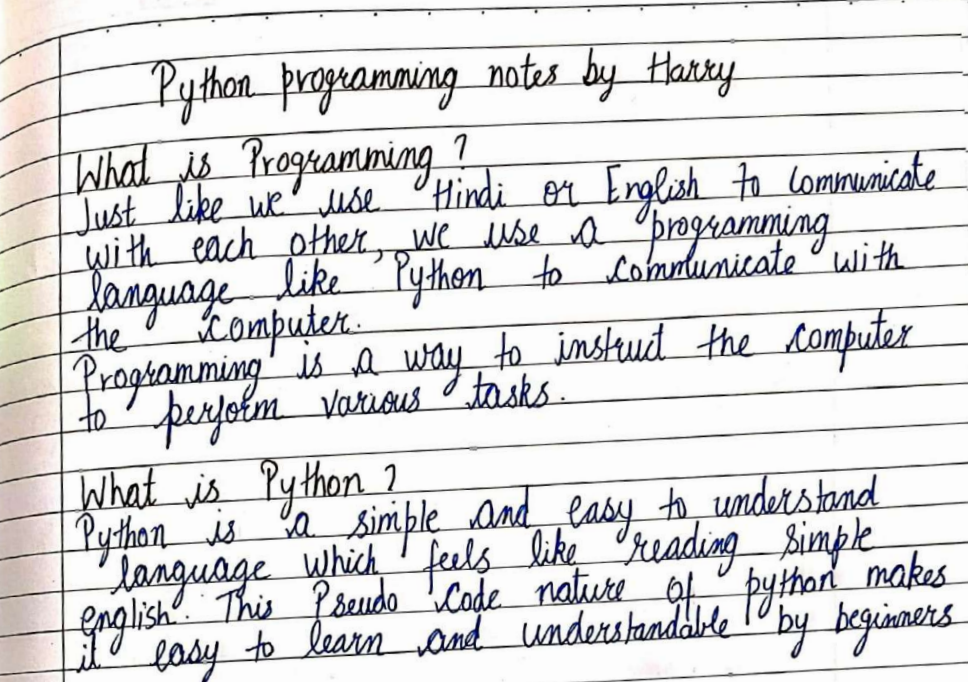 Python programming notes by Harry
What is Programming ?
Just like we use Hindi or English to communicate
with each other, we use a programming
language like Python to communicate with
the computer.
Programming is a way to instruct the computer
to perform various tasks.
What is Python ?
Python is a simple and easy to understand
language which feels like reading simple
english. This Pseudo code nature of python makes
it easy to learn and understandable by beginners